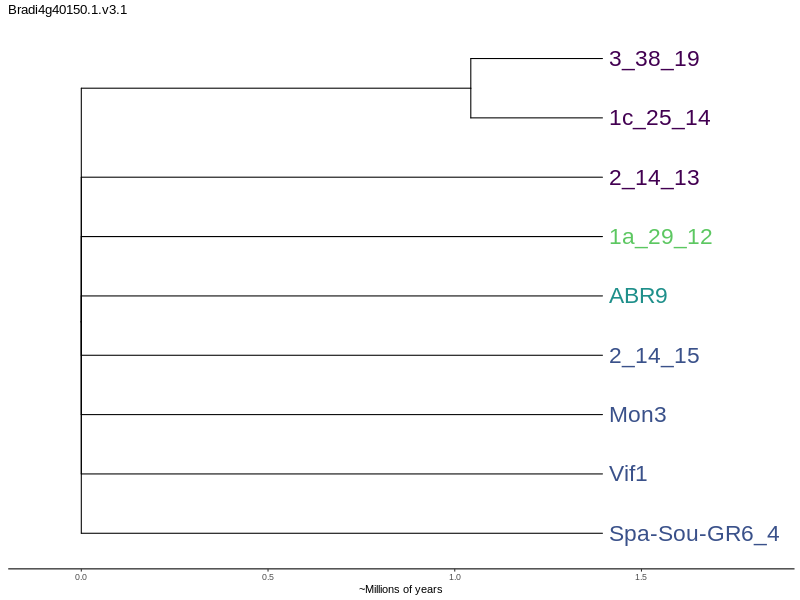 Bradi4g40150.1.v3.1
3_38_19
1c_25_14
2_14_13
1a_29_12
ABR9
2_14_15
Mon3
Vif1
Spa-Sou-GR6_4
0.0 0.5 1.0 1.5
~Millions of years